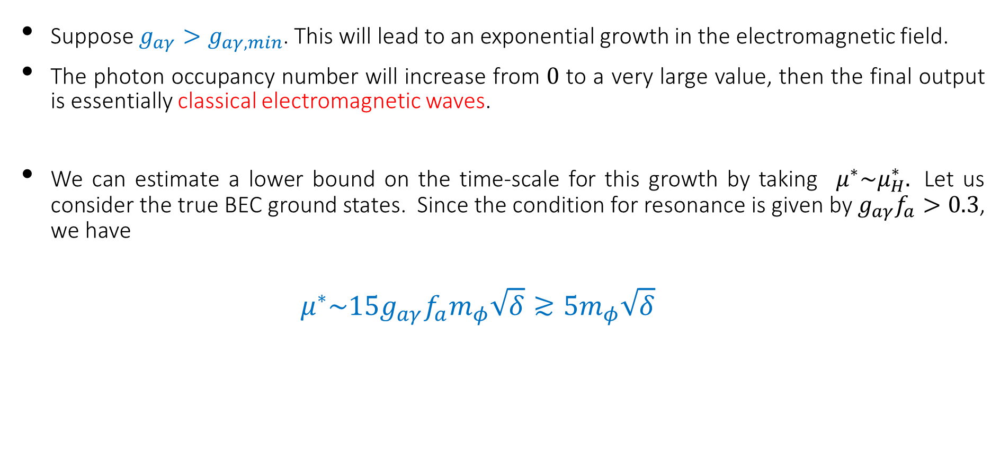 • Suppose $g_{a\gamma} > g_{a\gamma,min}$. This will lead to an exponential growth in the electromagnetic field.
• The photon occupancy number will increase from 0 to a very large value, then the final output
is essentially classical electromagnetic waves.
• We can estimate a lower bound on the time-scale for this growth by taking $\mu^* \sim \mu_H^*$. Let us
consider the true BEC ground states. Since the condition for resonance is given by $g_{a\gamma} f_a > 0.3$,
we have
$\mu^* \sim 15 g_{a\gamma} f_a m_\phi \sqrt{\delta} \gtrsim 5 m_\phi \sqrt{\delta}$